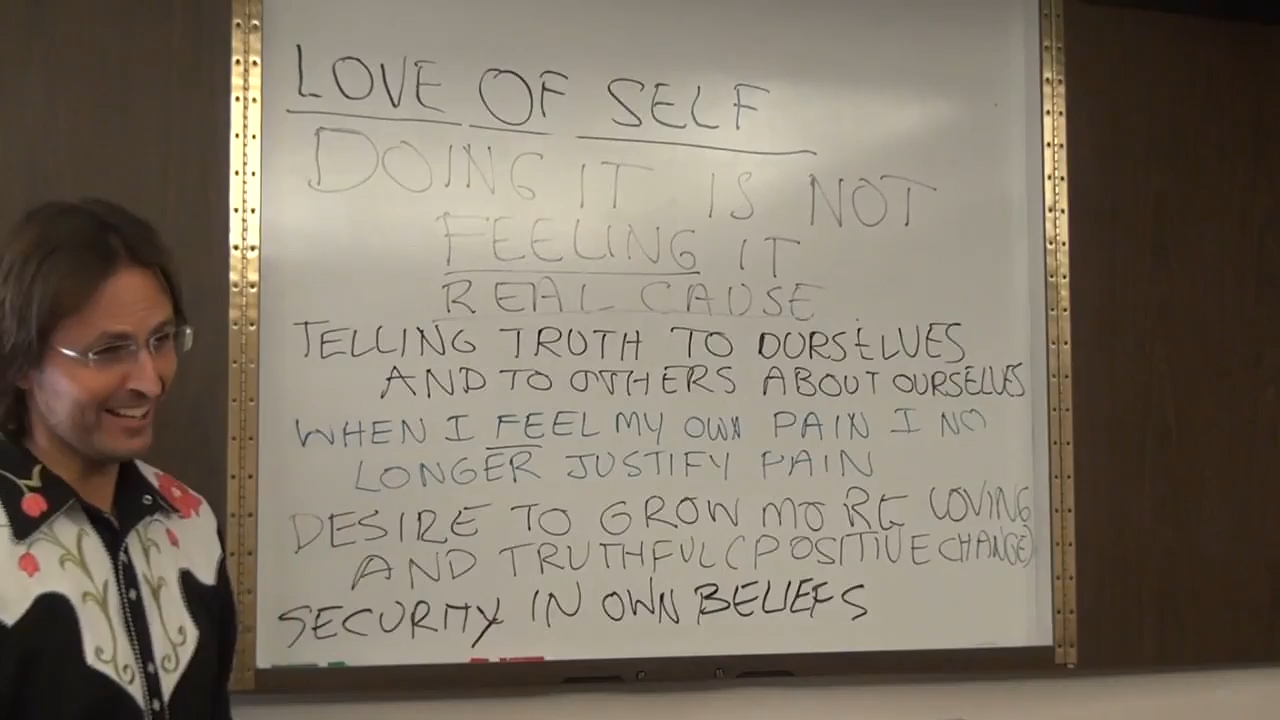 LOVE OF SELF
DOING IT IS NOT
FEELING IT
REAL CAUSE
TELLING TRUTH TO OURSELVES
AND TO OTHERS ABOUT OURSELVES
WHEN I FEEL MY OWN PAIN I NO
LONGER JUSTIFY PAIN
DESIRE TO GROW MORE LOVING
AND TRUTHFUL (POSITIVE CHANGE)
SECURITY IN OWN BELIEFS